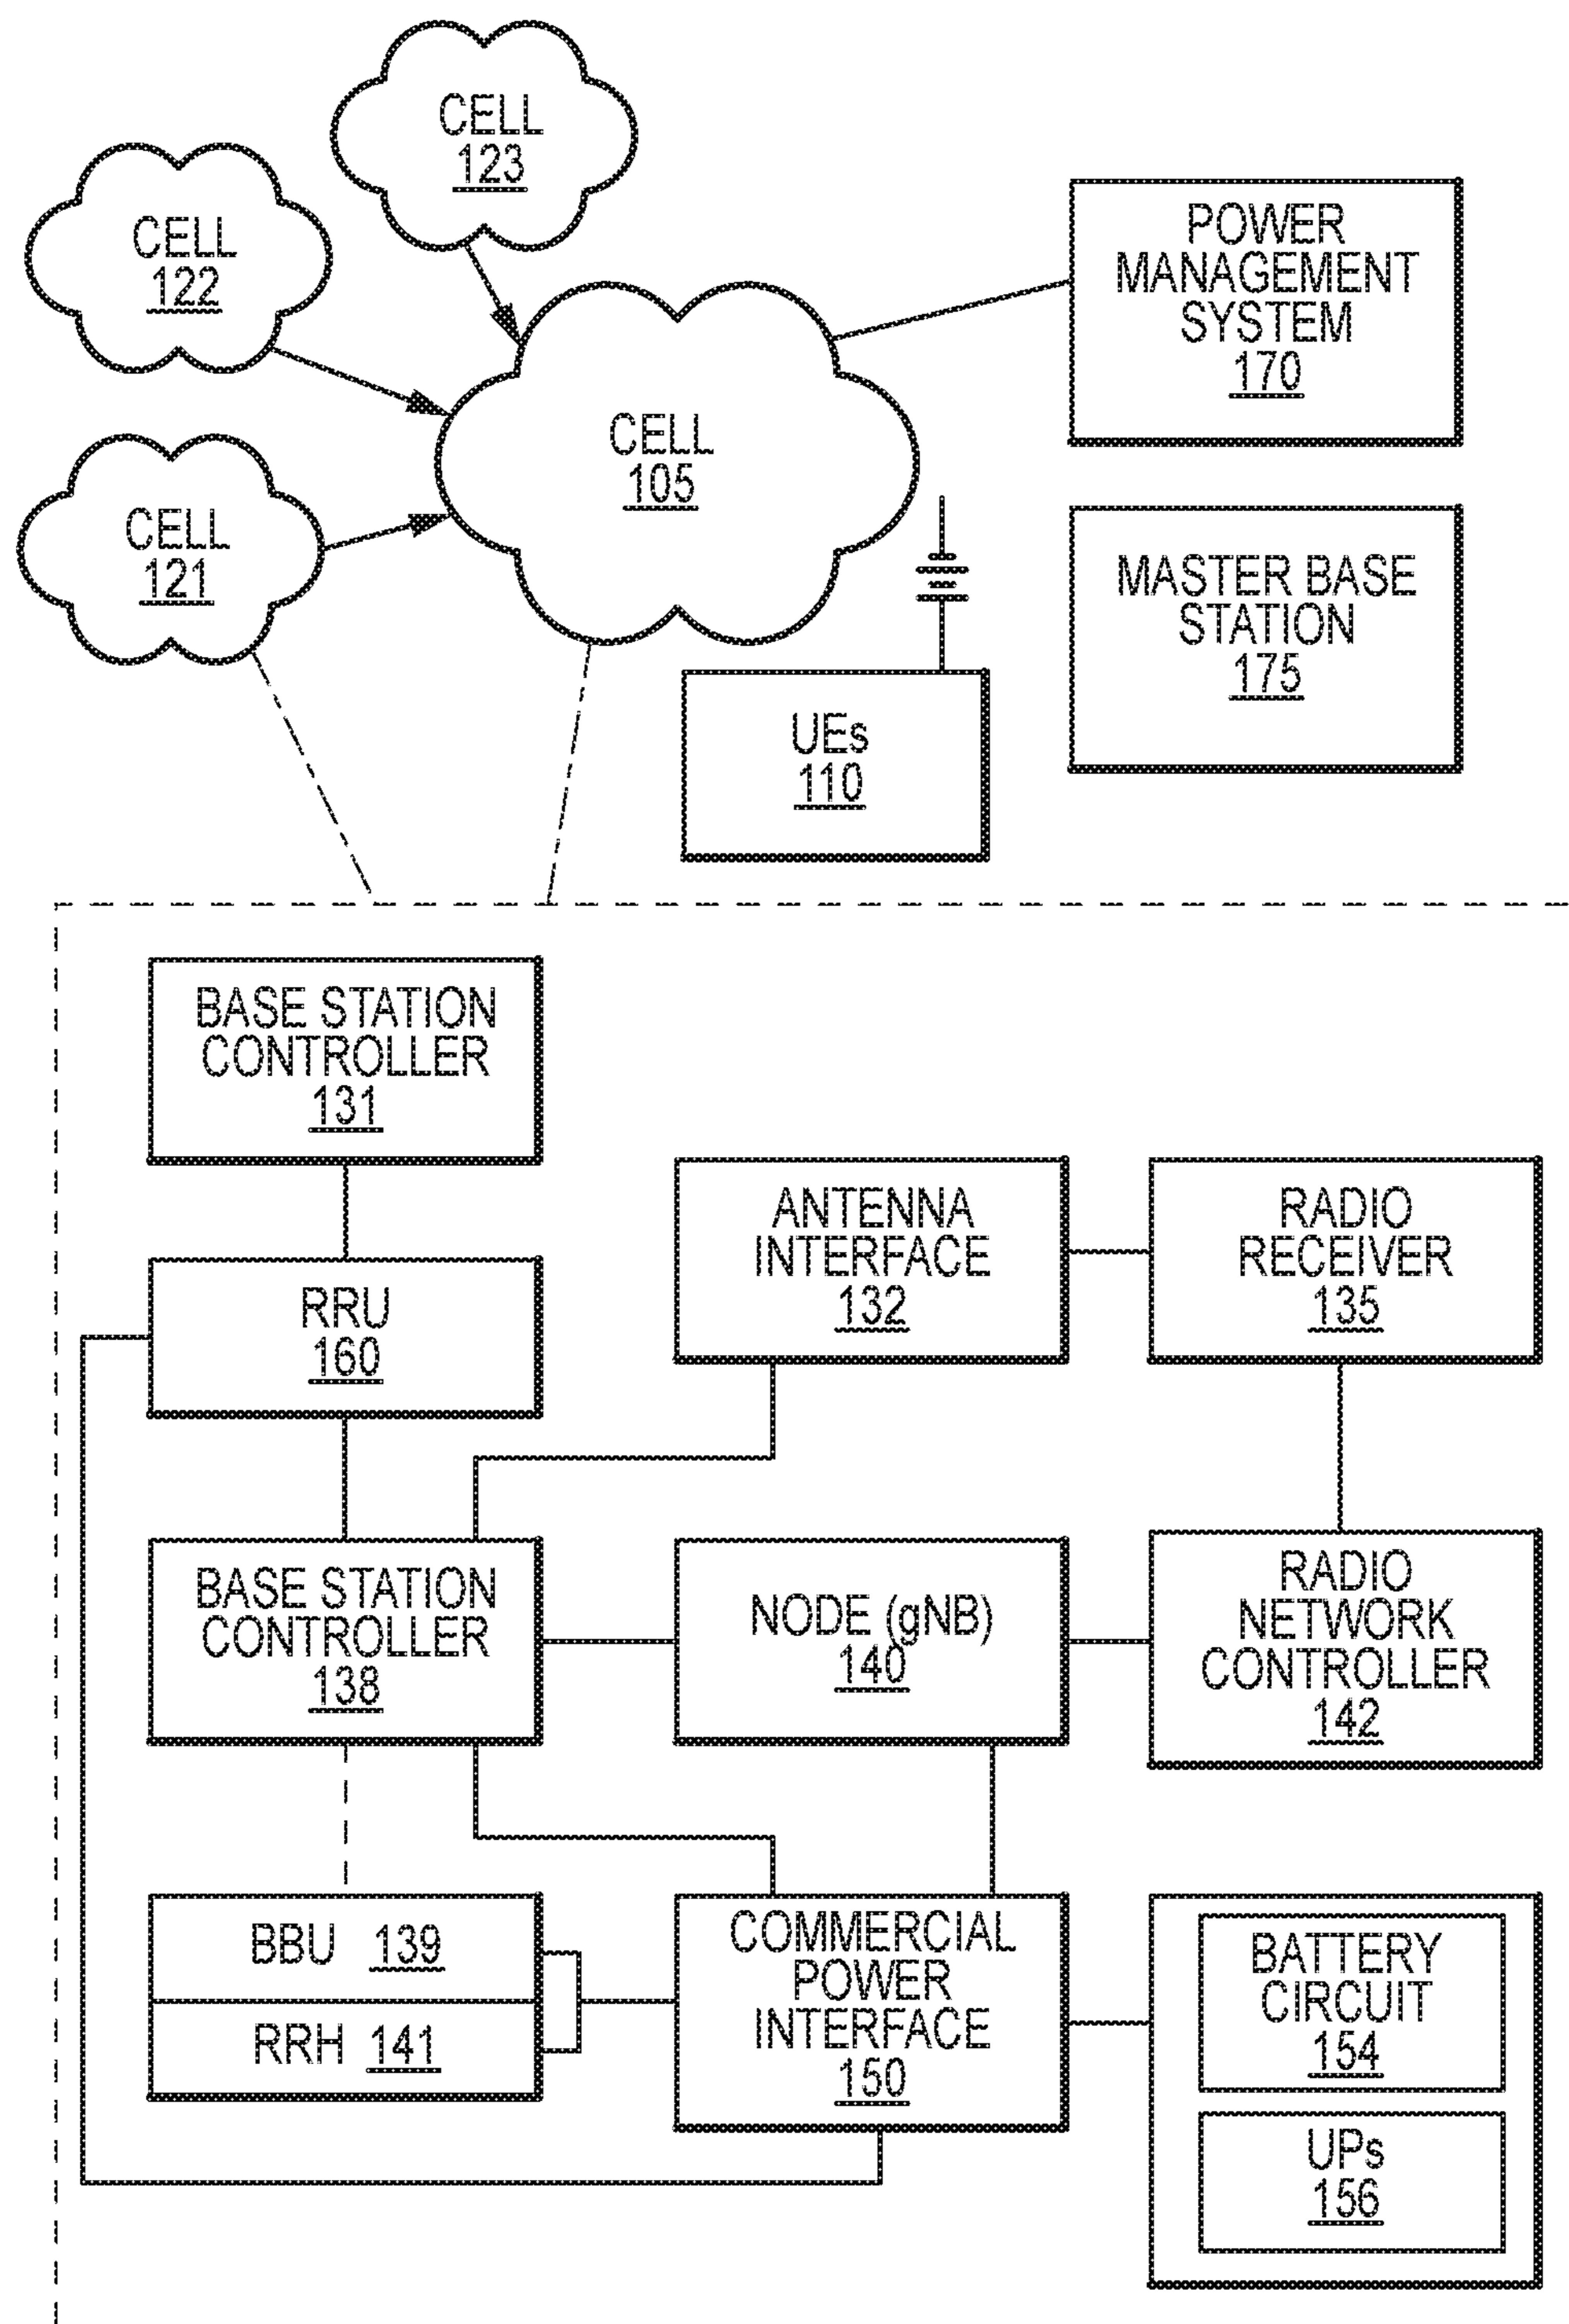 CELL
123
CELL
122
POWER
MANAGEMENT
SYSTEM
170
CELL
105
CELL
121
MASTER BASE
STATION
175
UEs
110
BASE STATION
CONTROLLER
131
ANTENNA
INTERFACE
132
RADIO
RECEIVER
135
RRU
160
BASE STATION
CONTROLLER
138
NODE (gNB)
140
RADIO
NETWORK
CONTROLLER
142
BBU 139
RRH 141
COMMERCIAL
POWER
INTERFACE
150
BATTERY
CIRCUIT
154
UPs
156